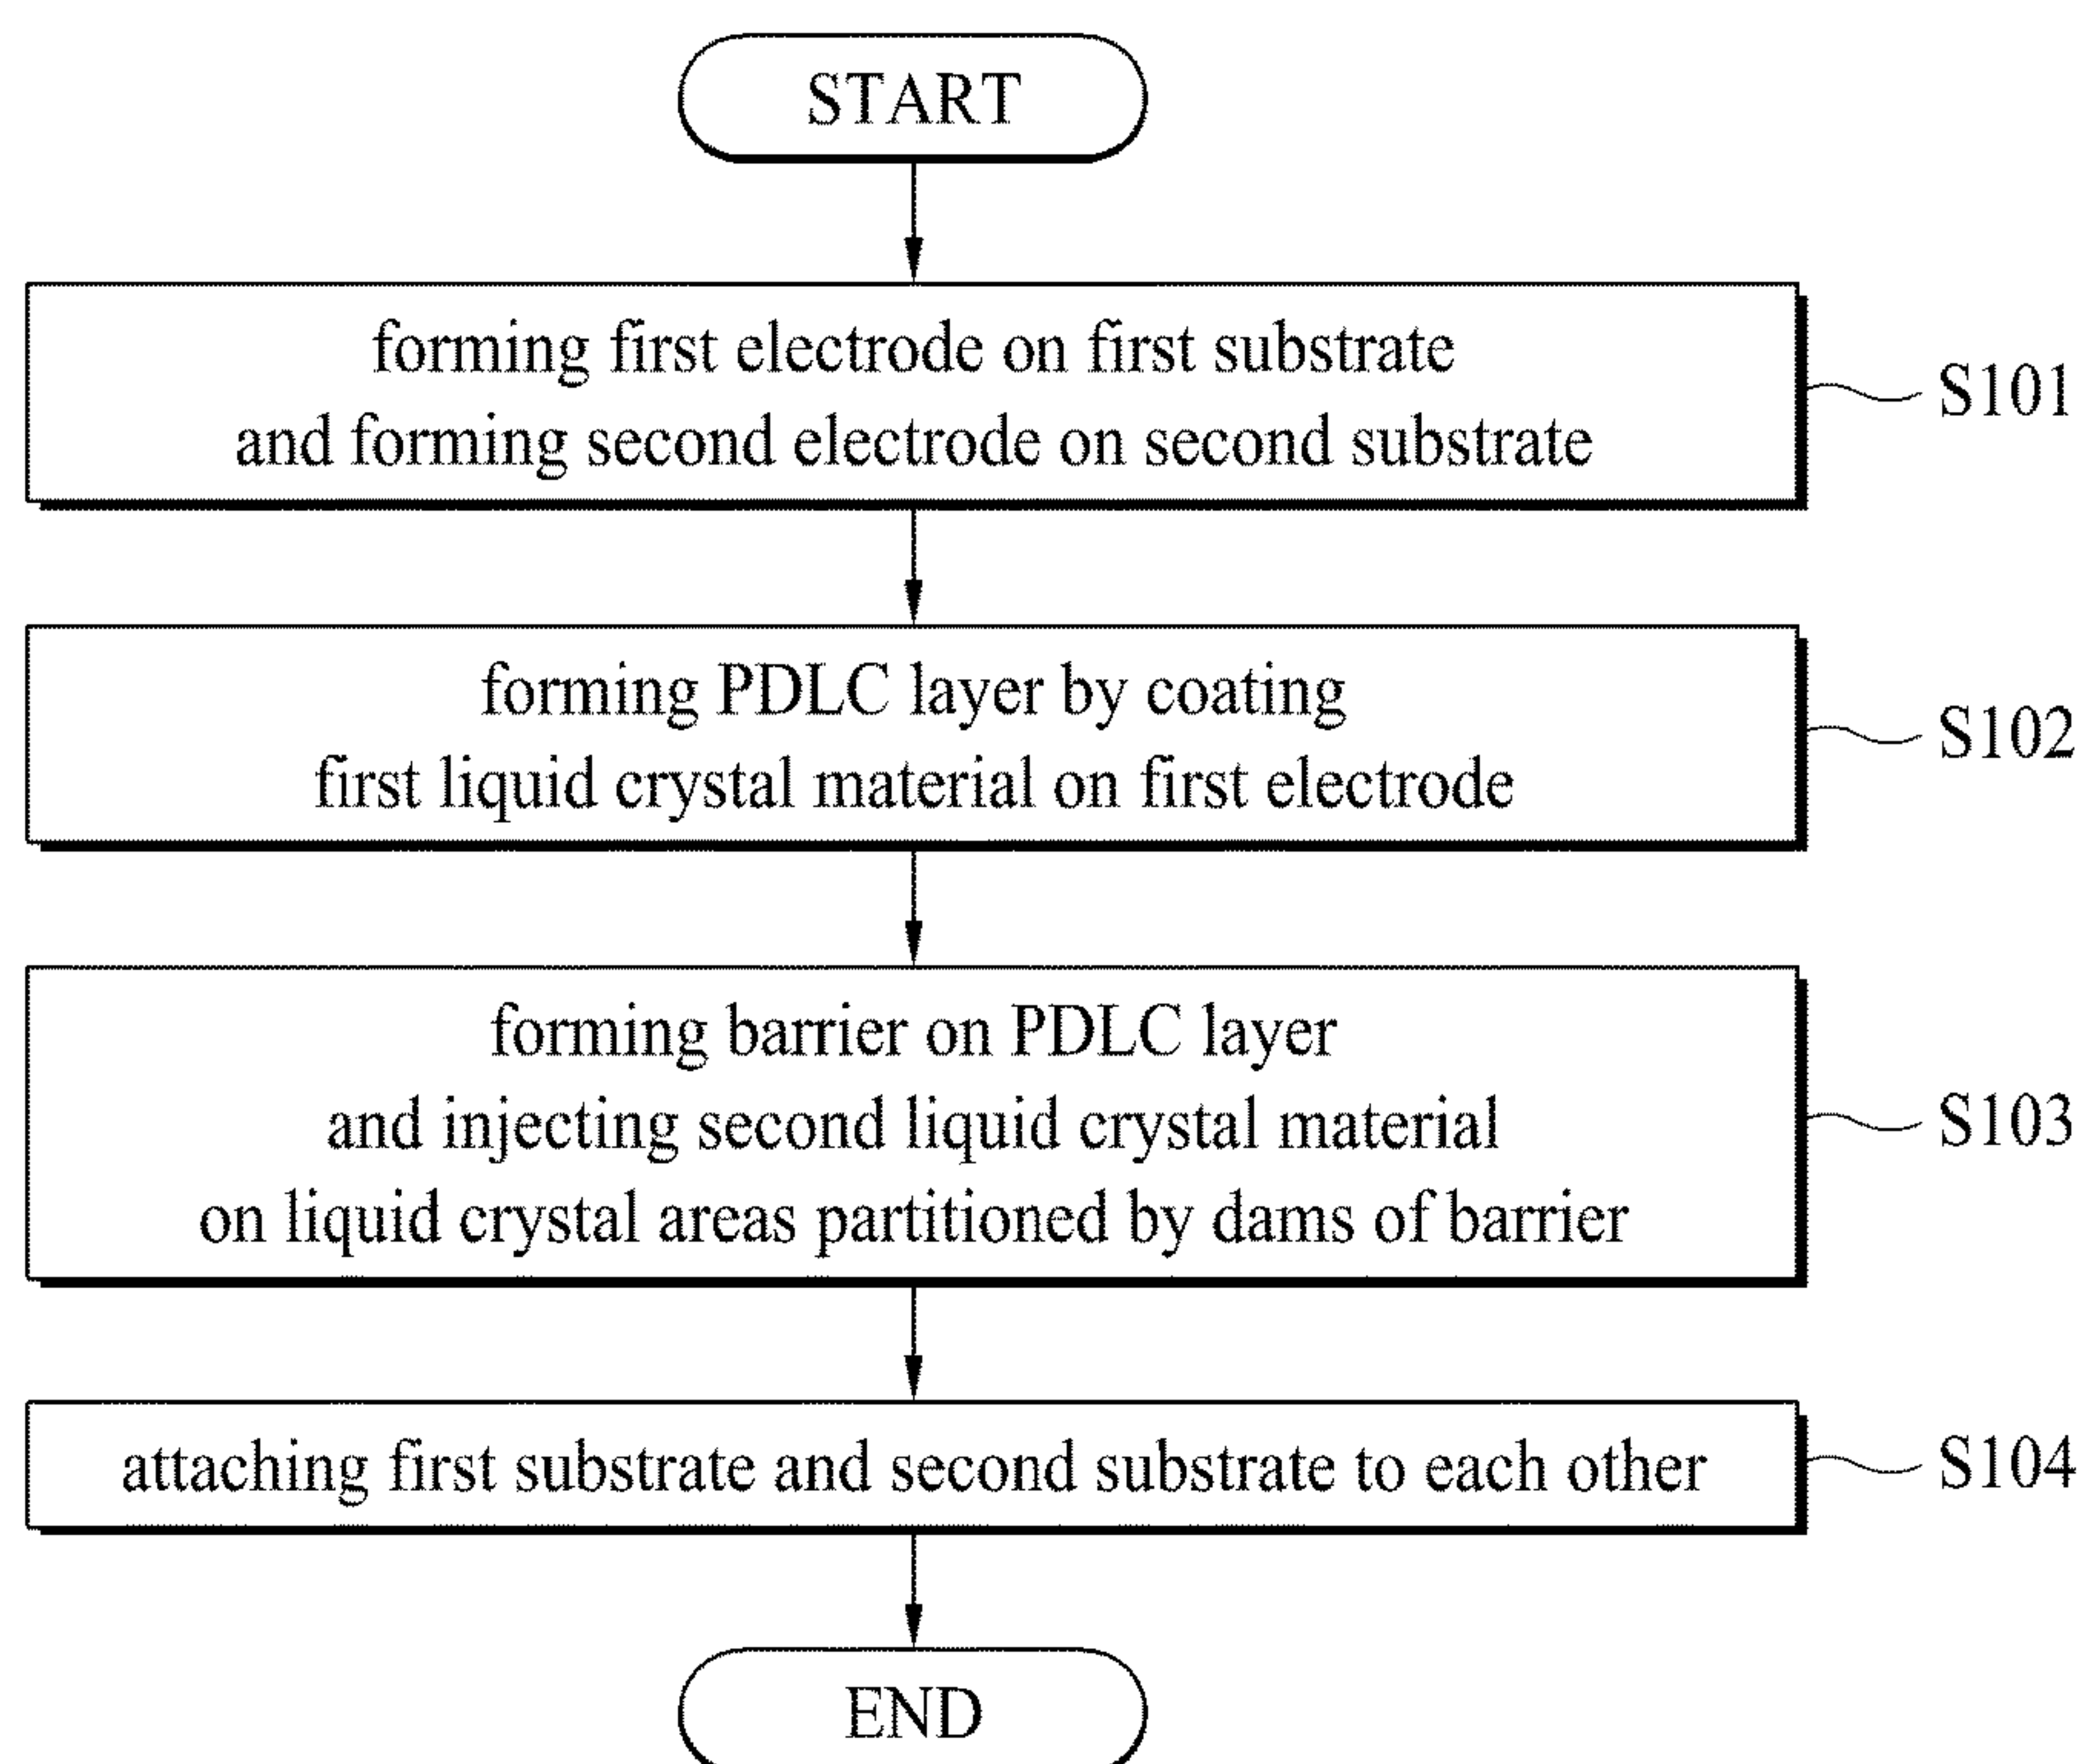 START
forming first electrode on first substrate
and forming second electrode on second substrate
S101
forming PDLC layer by coating
first liquid crystal material on first electrode
S102
forming barrier on PDLC layer
and injecting second liquid crystal material
on liquid crystal areas partitioned by dams of barrier
S103
attaching first substrate and second substrate to each other
S104
END